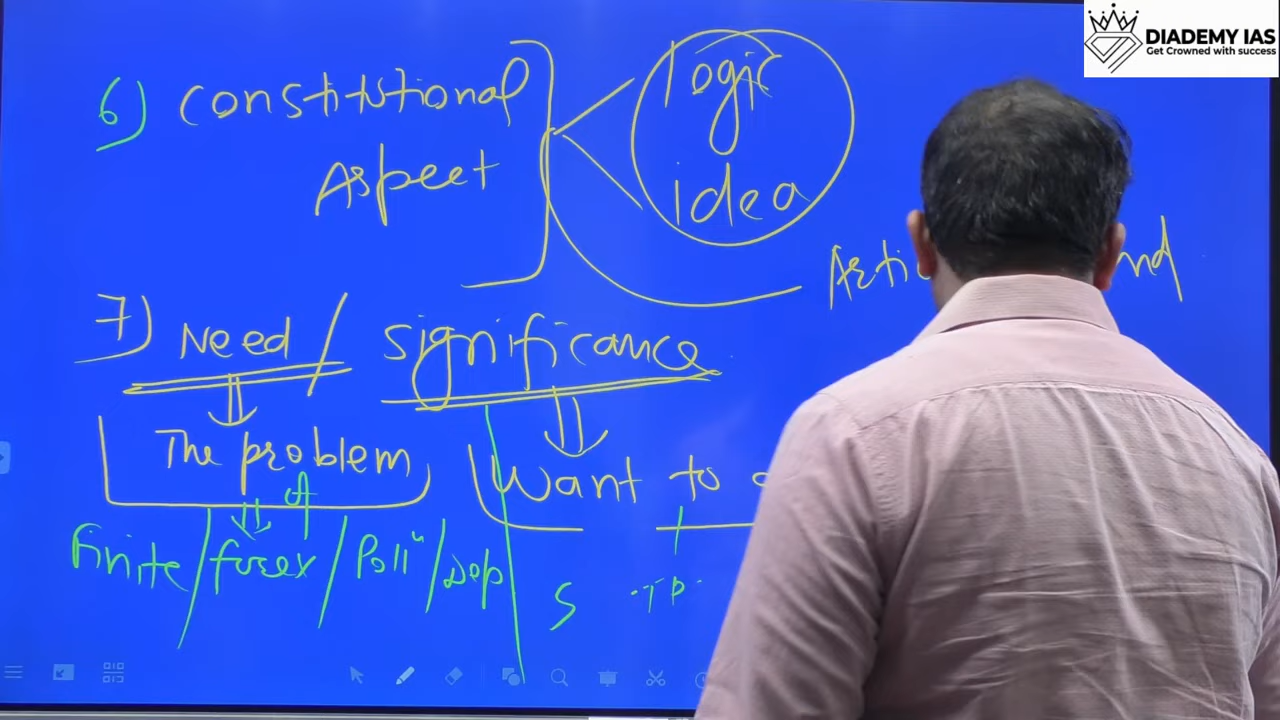 DIADEMY IAS
Get Crowned with success
6) Constitutional
Aspect
logic
idea
7) Need / significance
The problem
Want to
Finite / forex / Poll" / Dep
S